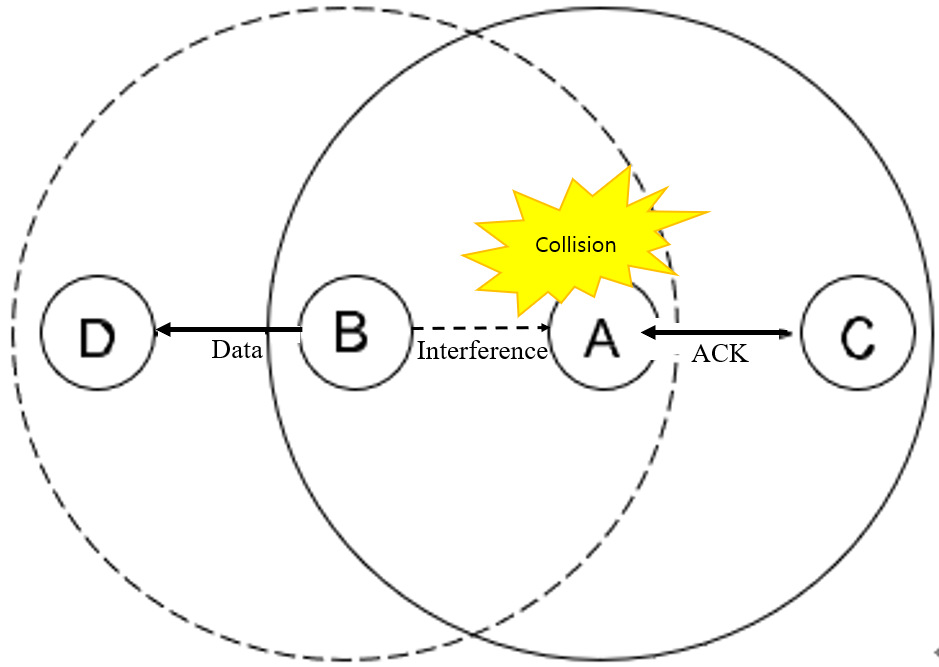 Collision
D
B
A
C
Data
Interference
ACK